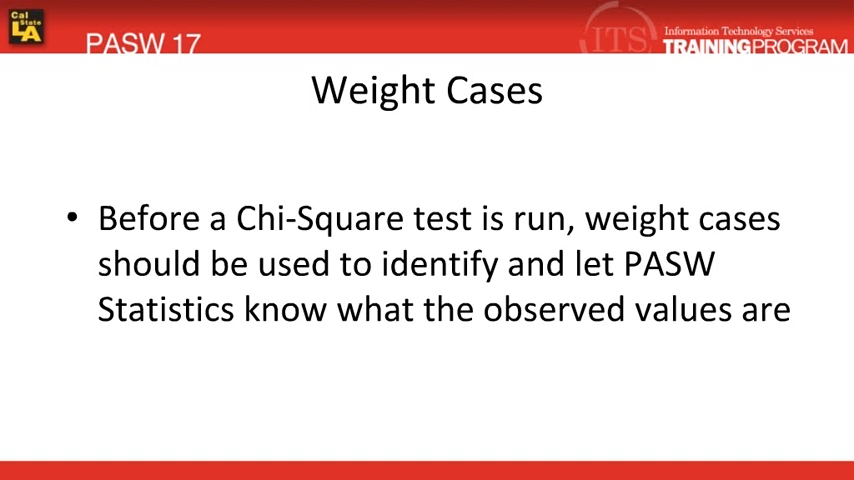 Cal
State
LA
PASW 17
ITS
Information Technology Services
TRAININGPROGRAM
Weight Cases
• Before a Chi-Square test is run, weight cases
should be used to identify and let PASW
Statistics know what the observed values are